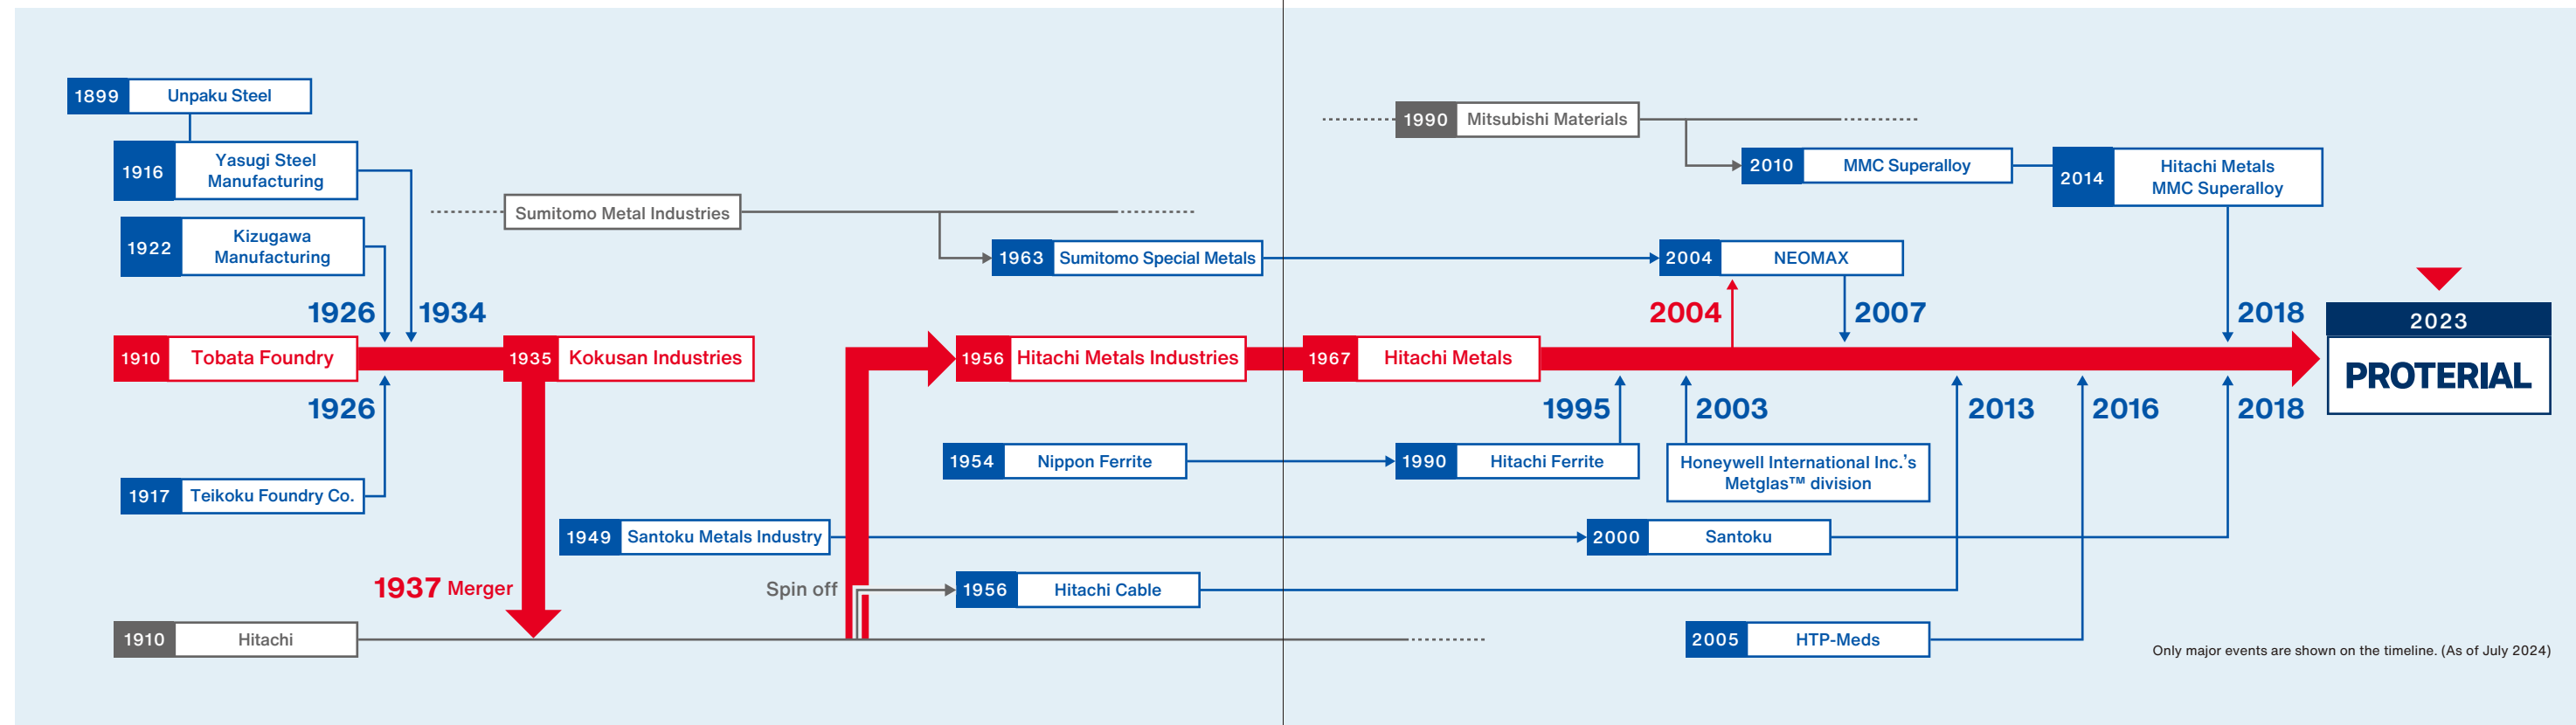 1899 Unpaku Steel
1916 Yasugi Steel
Manufacturing
1922 Kizugawa
Manufacturing
1926 1934
1910 Tobata Foundry
1926
1917 Teikoku Foundry Co.
1935 Kokusan Industries
1937 Merger
1910 Hitachi
Sumitomo Metal Industries
1963 Sumitomo Special Metals
1956 Hitachi Metals Industries
1954 Nippon Ferrite
1949 Santoku Metals Industry
Spin off
1956 Hitachi Cable
1990 Mitsubishi Materials
2010 MMC Superalloy
2014 Hitachi Metals
MMC Superalloy
2004 NEOMAX
2004 2007 2018
1967 Hitachi Metals
1995 2003 2013 2016 2018
1990 Hitachi Ferrite
Honeywell International Inc.'s
Metglas™ division
2000 Santoku
2005 HTP-Meds
2023
PROTERIAL
Only major events are shown on the timeline. (As of July 2024)